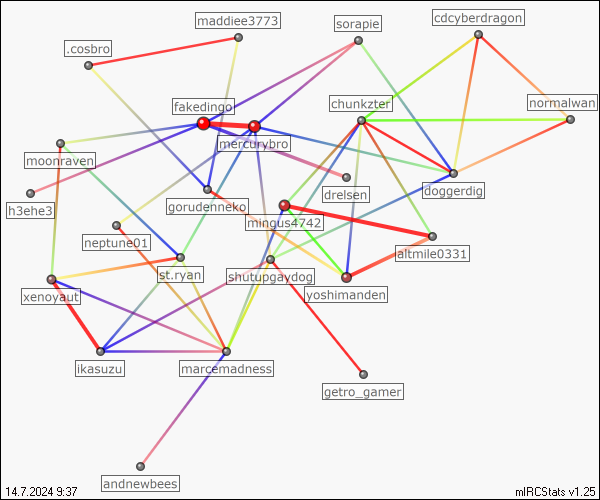 maddiee3773
sorapie
cdcyberdragon
.cosbro
fakedingo
chunkzter
normalwan
mercurybro
moonraven
h3ehe3
gorudenneko
drelsen
doggerdig
neptune01
mingus4742
altmile0331
st.ryan
shutupgaydog
xenoyaut
yoshimanden
ikasuzu
marcemadness
getro_gamer
andnewbees
14.7.2024 9:37
mIRCStats v1.25